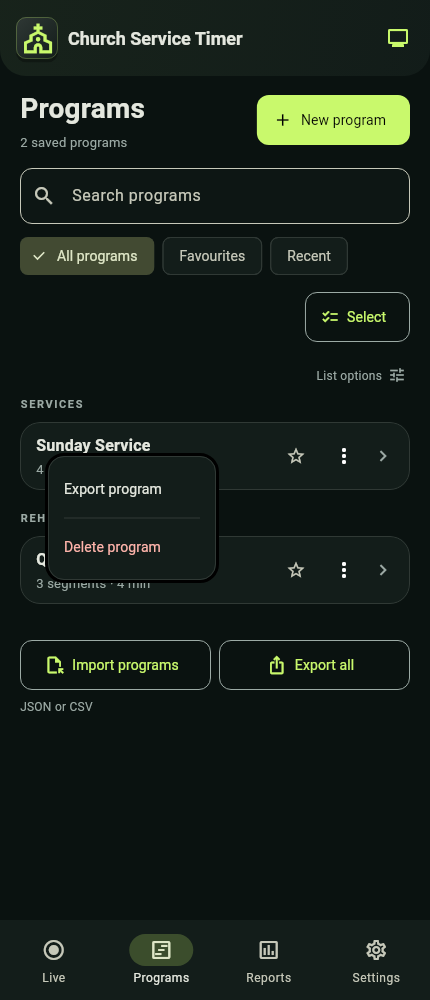 Church Service Timer
Programs
New program
2 saved programs
Search programs
All programs
Favourites
Recent
Select
List options
SERVICES
Sunday Service
4
Export program
REH
Delete program
Q
3 segments · 4 min
Import programs
Export all
JSON or CSV
Live
Programs
Reports
Settings